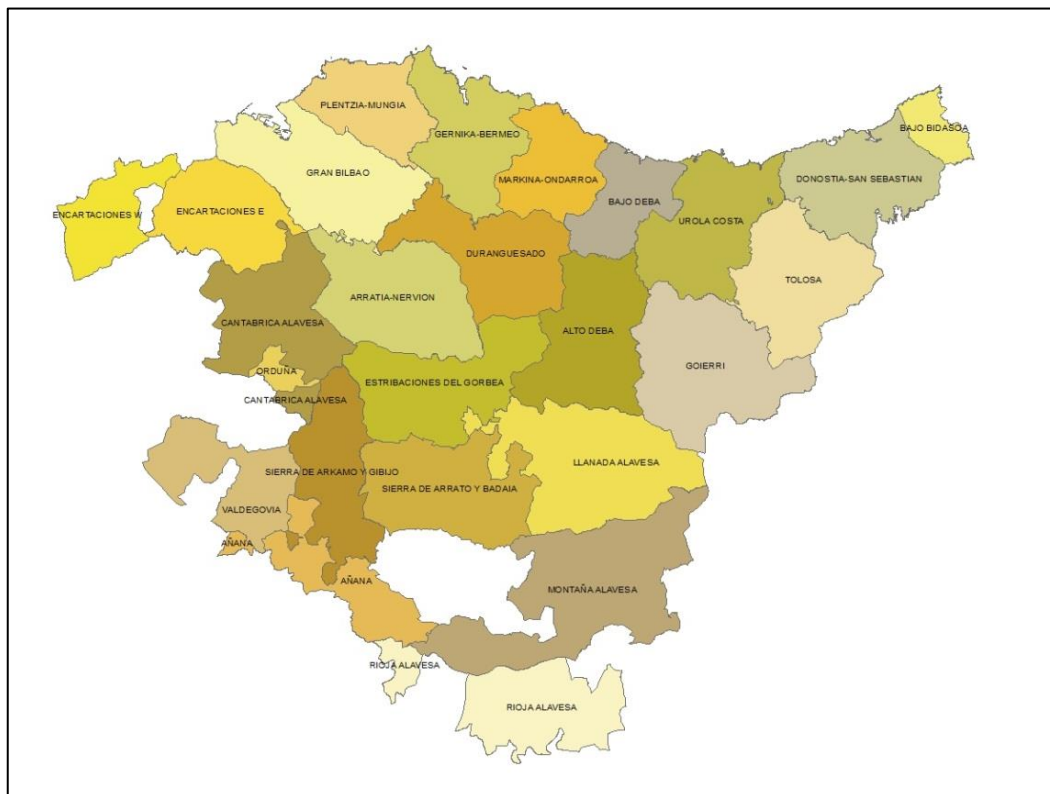 PLENTZIA-MUNGIA
BAJO BIDASOA
GERNIKA-BERMEO
GRAN BILBAO
MARKINA-ONDARROA
DONOSTIA-SAN SEBASTIAN
BAJO DEBA
ENCARTACIONES W
ENCARTACIONES E
UROLA COSTA
DURANGUESADO
TOLOSA
ARRATIA-NERVION
CANTABRICA ALAVESA
ALTO DEBA
GOIERRI
ORDUÑA
ESTRIBACIONES DEL GORBEA
CANTABRICA ALAVESA
LLANADA ALAVESA
SIERRA DE ARKAMO Y GIBIJO
SIERRA DE ARRATO Y BADAIA
VALDEGOVIA
AÑANA
AÑANA
MONTAÑA ALAVESA
RIOJA ALAVESA
RIOJA ALAVESA